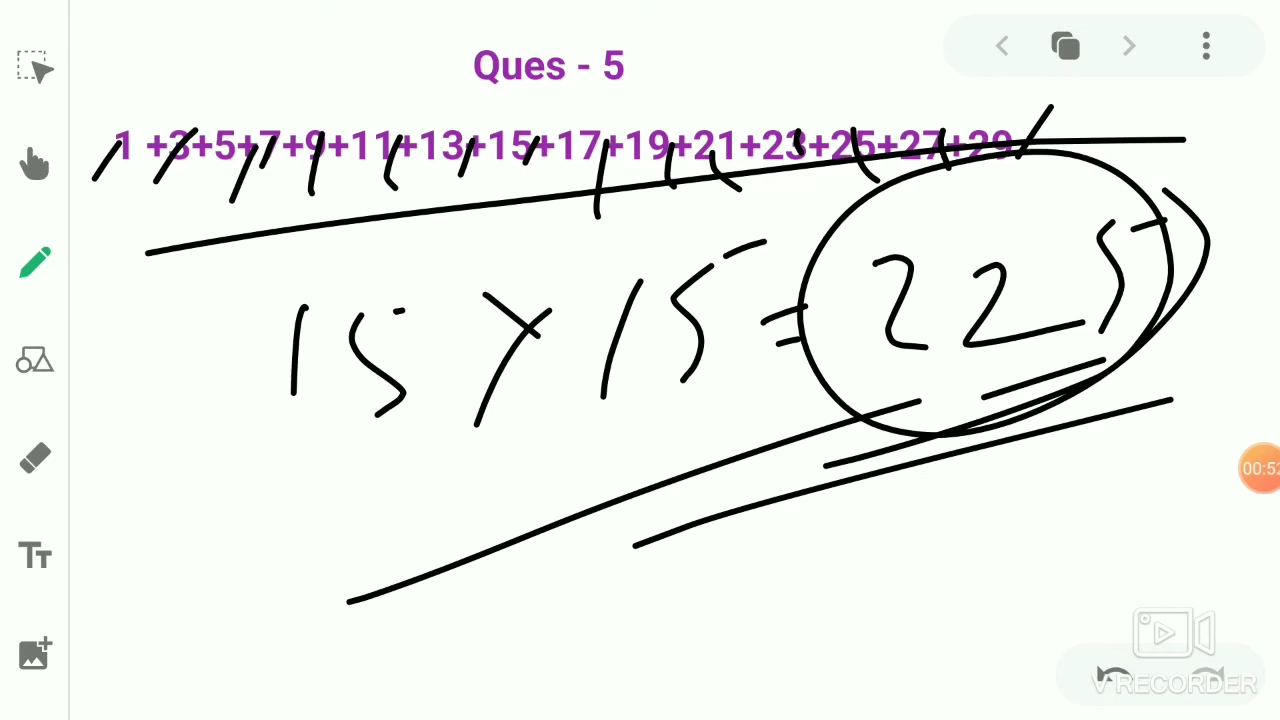 Ques - 5
1 +3+5+7+9+11+13+15+17+19+21+23+25+27+29
15 × 15 = 225
00:52
Tт
V RECORDER